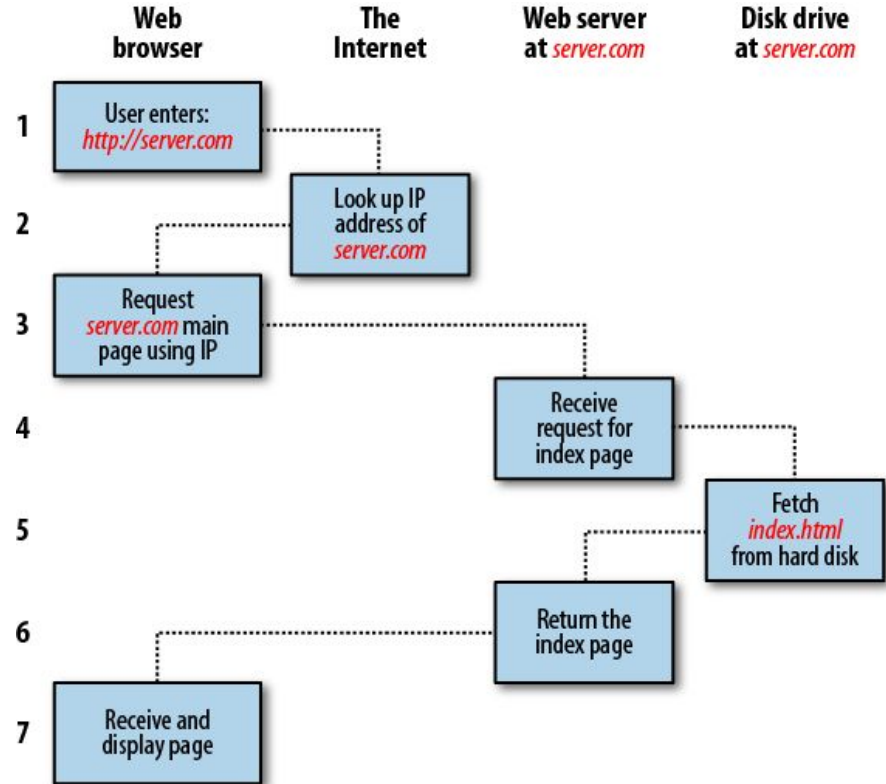 Web
browser
The
Internet
Web server
at server.com
Disk drive
at server.com
1
User enters:
http://server.com
2
Look up IP
address of
server.com
3
Request
server.com main
page using IP
4
Receive
request for
index page
5
Fetch
index.html
from hard disk
6
Return the
index page
7
Receive and
display page